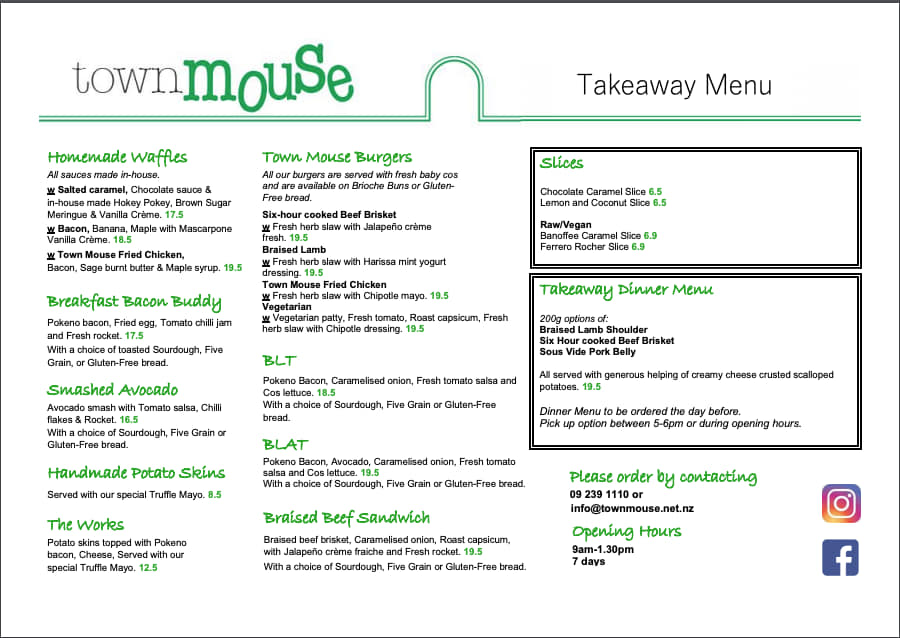 townmouse
Takeaway Menu
Homemade Waffles
All sauces made in-house.
w Salted caramel, Chocolate sauce &
in-house made Hokey Pokey, Brown Sugar
Meringue & Vanilla Crème. 17.5
w Bacon, Banana, Maple with Mascarpone
Vanilla Crème. 18.5
w Town Mouse Fried Chicken,
Bacon, Sage burnt butter & Maple syrup. 19.5
Breakfast Bacon Buddy
Pokeno bacon, Fried egg, Tomato chilli jam
and Fresh rocket. 17.5
With a choice of toasted Sourdough, Five
Grain, or Gluten-Free bread.
Smashed Avocado
Avocado smash with Tomato salsa, Chilli
flakes & Rocket. 16.5
With a choice of Sourdough, Five Grain or
Gluten-Free bread.
Handmade Potato Skins
Served with our special Truffle Mayo. 8.5
The Works
Potato skins topped with Pokeno
bacon, Cheese, Served with our
special Truffle Mayo. 12.5
Town Mouse Burgers
All our burgers are served with fresh baby cos
and are available on Brioche Buns or Gluten-
Free bread.
Six-hour cooked Beef Brisket
w Fresh herb slaw with Jalapeño crème
fresh. 19.5
Braised Lamb
w Fresh herb slaw with Harissa mint yogurt
dressing. 19.5
Town Mouse Fried Chicken
w Fresh herb slaw with Chipotle mayo. 19.5
Vegetarian
w Vegetarian patty, Fresh tomato, Roast capsicum, Fresh
herb slaw with Chipotle dressing. 19.5
BLT
Pokeno Bacon, Caramelised onion, Fresh tomato salsa and
Cos lettuce. 18.5
With a choice of Sourdough, Five Grain or Gluten-Free
bread.
BLAT
Pokeno Bacon, Avocado, Caramelised onion, Fresh tomato
salsa and Cos lettuce. 19.5
With a choice of Sourdough, Five Grain or Gluten-Free bread.
Braised Beef Sandwich
Braised beef brisket, Caramelised onion, Roast capsicum,
with Jalapeño crème fraiche and Fresh rocket. 19.5
With a choice of Sourdough, Five Grain or Gluten-Free bread.
Slices
Chocolate Caramel Slice 6.5
Lemon and Coconut Slice 6.5
Raw/Vegan
Banoffee Caramel Slice 6.9
Ferrero Rocher Slice 6.9
Takeaway Dinner Menu
200g options of:
Braised Lamb Shoulder
Six Hour cooked Beef Brisket
Sous Vide Pork Belly
All served with generous helping of creamy cheese crusted scalloped
potatoes. 19.5
Dinner Menu to be ordered the day before.
Pick up option between 5-6pm or during opening hours.
Please order by contacting
09 239 1110 or
info@townmouse.net.nz
Opening Hours
9am-1.30pm
7 days